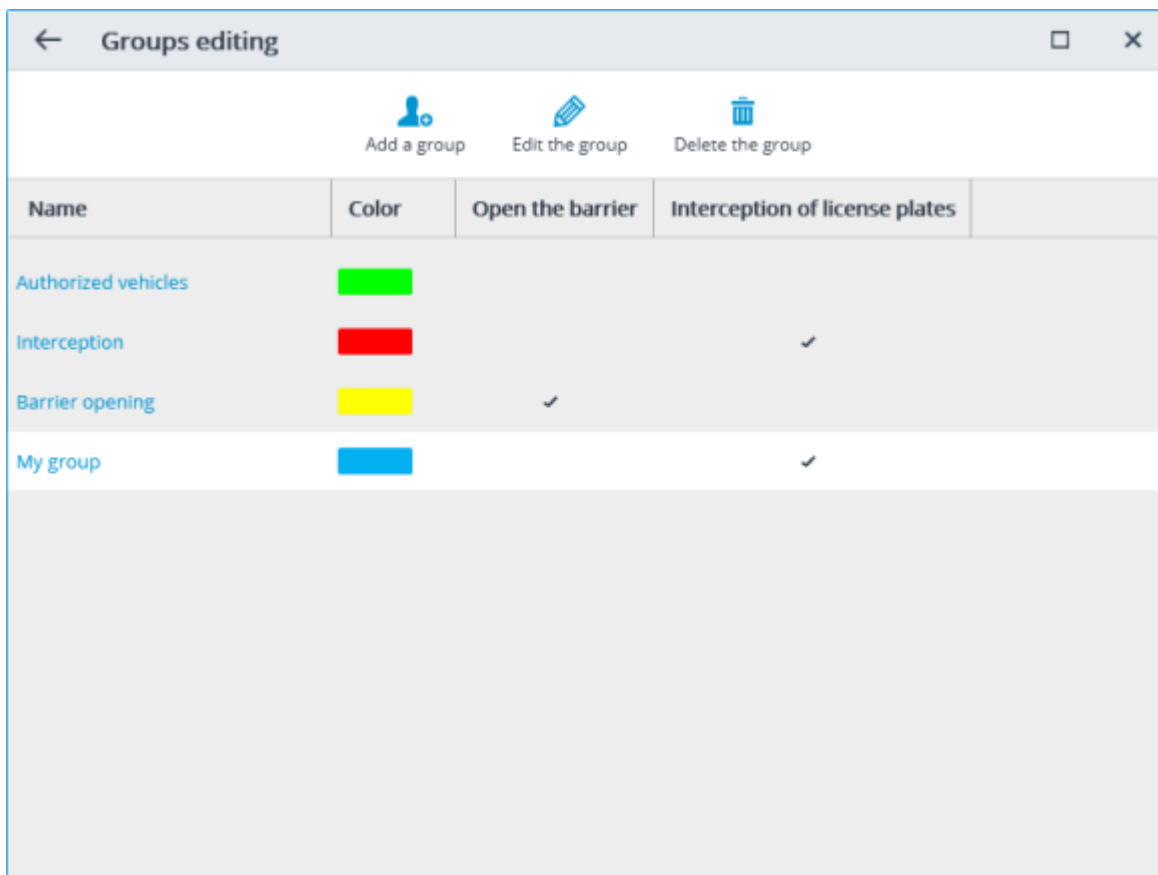 Groups editing
Add a group Edit the group Delete the group
Name Color Open the barrier Interception of license plates
Authorized vehicles
Interception
Barrier opening
My group